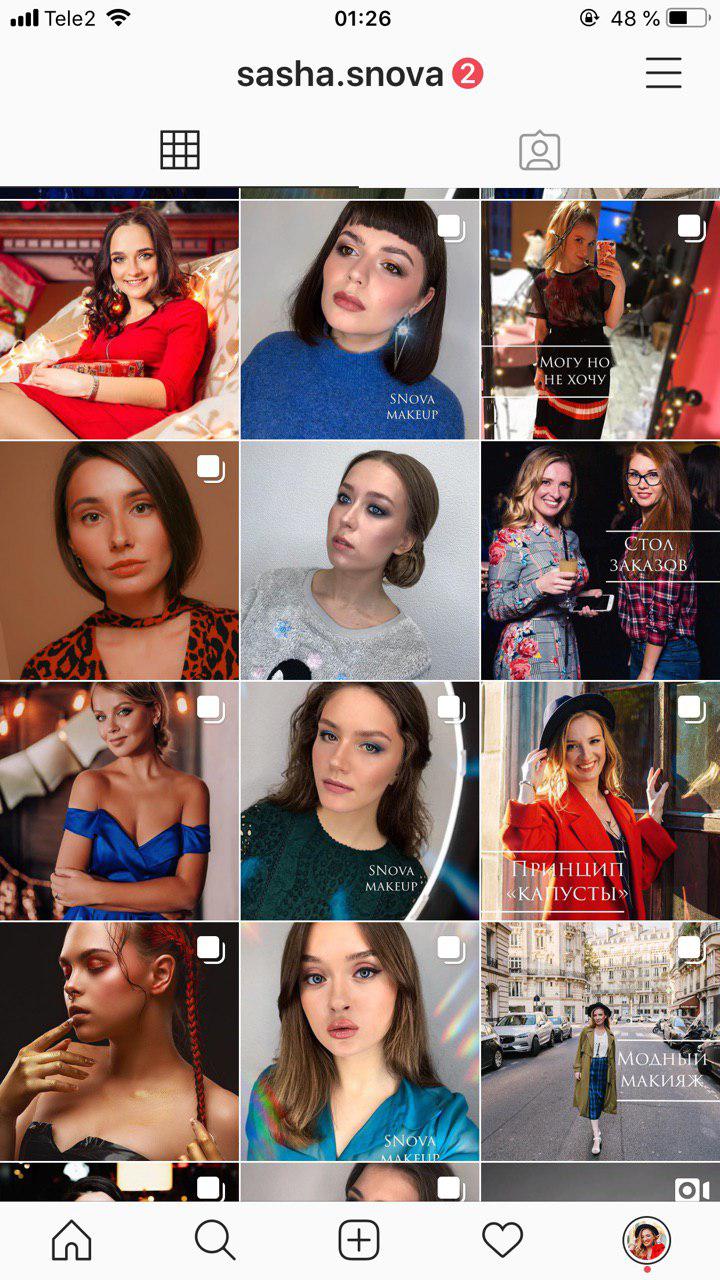 Tele2
01:26
48 %
sasha.snova 2
SNova
makeup
Могу но
не хочу
Стол
заказов
SNova
makeup
Принцип
«капусты»
SNova
makeup
Модный
макияж